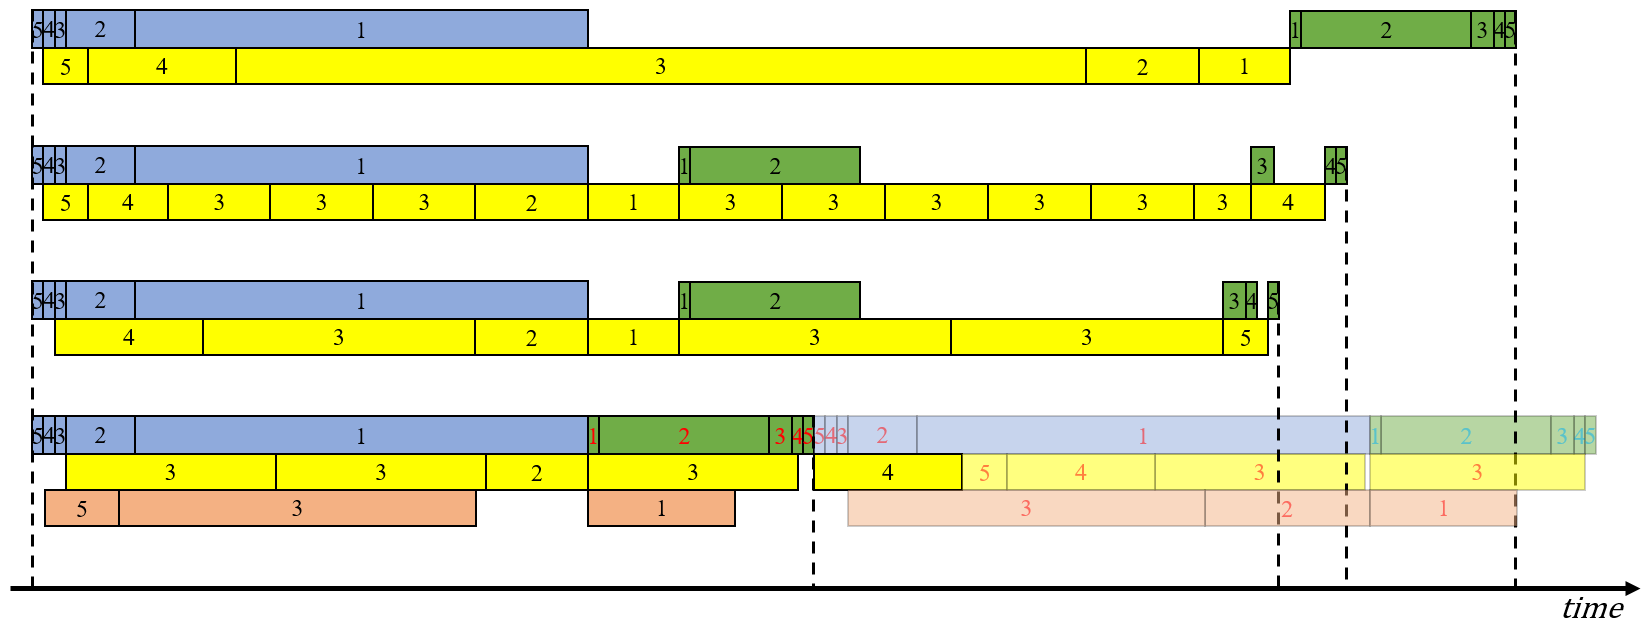 5 4 3 2 1 1 2 3 4 5
5 4 3 2 1
5 4 3 2 1 1 2 3 4 5
5 4 3 3 3 2 1 3 3 3 3 3 3 4
5 4 3 2 1 1 2 3 4 5
4 3 2 1 3 3 5
5 4 3 2 1 1 2 3 4 5 5 4 3 2 1 1 2 3 4 5
3 3 2 3 4 5 4 3 3
5 3 1 3 2 1
time